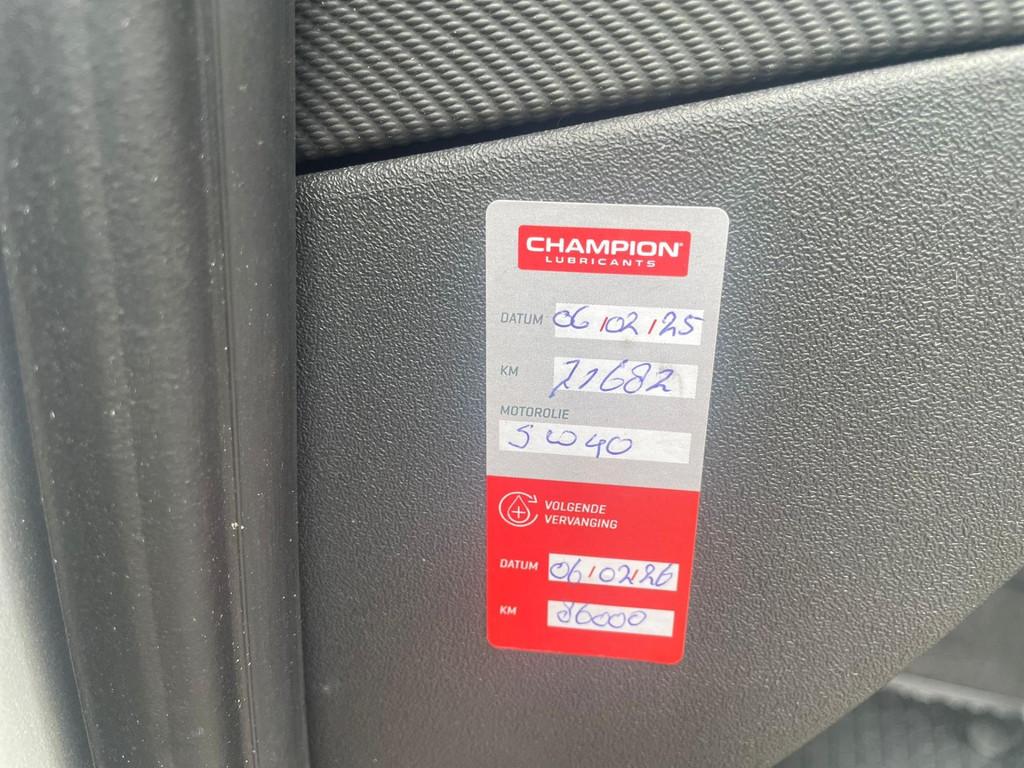 CHAMPION
LUBRICANTS
DATUM 06/02/25
KM 71682
MOTOROLIE
5W40
VOLGENDE
VERVANGING
DATUM 06/02/26
KM 86000